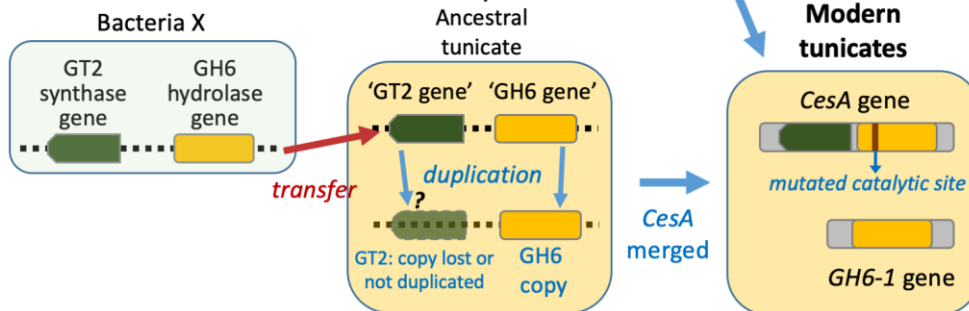 Bacteria X
GT2
synthase
gene
GH6
hydrolase
gene
transfer
Ancestral
tunicate
'GT2 gene'
'GH6 gene'
duplication
?
GT2: copy lost or
not duplicated
GH6
copy
CesA
merged
Modern
tunicates
CesA gene
mutated catalytic site
GH6-1 gene